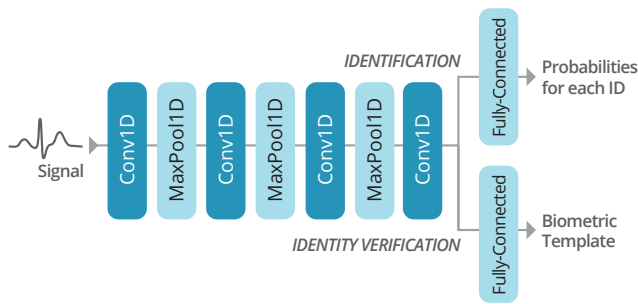 Signal
Conv1D
MaxPool1D
Conv1D
MaxPool1D
Conv1D
MaxPool1D
Conv1D
IDENTIFICATION
Fully-Connected
Probabilities
for each ID
IDENTITY VERIFICATION
Fully-Connected
Biometric
Template